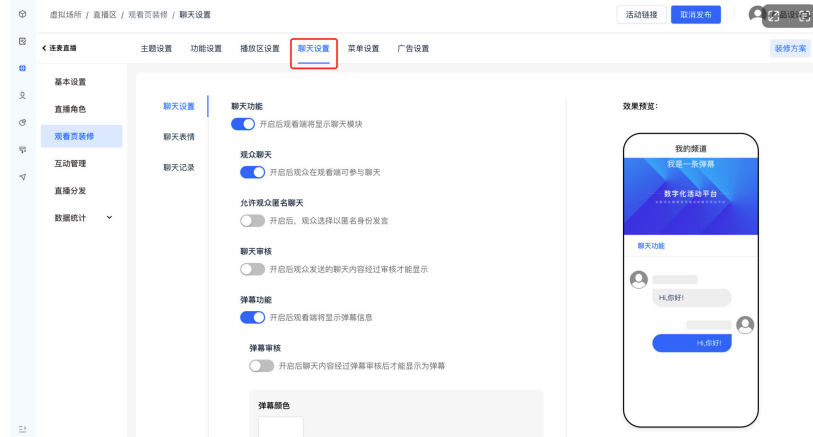 虚拟场所 / 直播区 / 观看页装修 / 聊天设置
活动链接
取消发布
连麦直播
主题设置
功能设置
播放区设置
聊天设置
菜单设置
广告设置
装修方案
基本设置
直播角色
观看页装修
互动管理
直播分发
数据统计
聊天设置
聊天表情
聊天记录
聊天功能
开启后观看端将显示聊天模块
观众聊天
开启后观众在观看端可参与聊天
允许观众匿名聊天
开启后，观众选择以匿名身份发言
聊天审核
开启后观众发送的聊天内容经过审核才能显示
弹幕功能
开启后观看端将显示弹幕信息
弹幕审核
开启后聊天内容经过弹幕审核后才能显示为弹幕
弹幕颜色
效果预览：
我的频道
我是一条弹幕
数字化活动平台
聊天功能
Hi,你好!
Hi,你好!